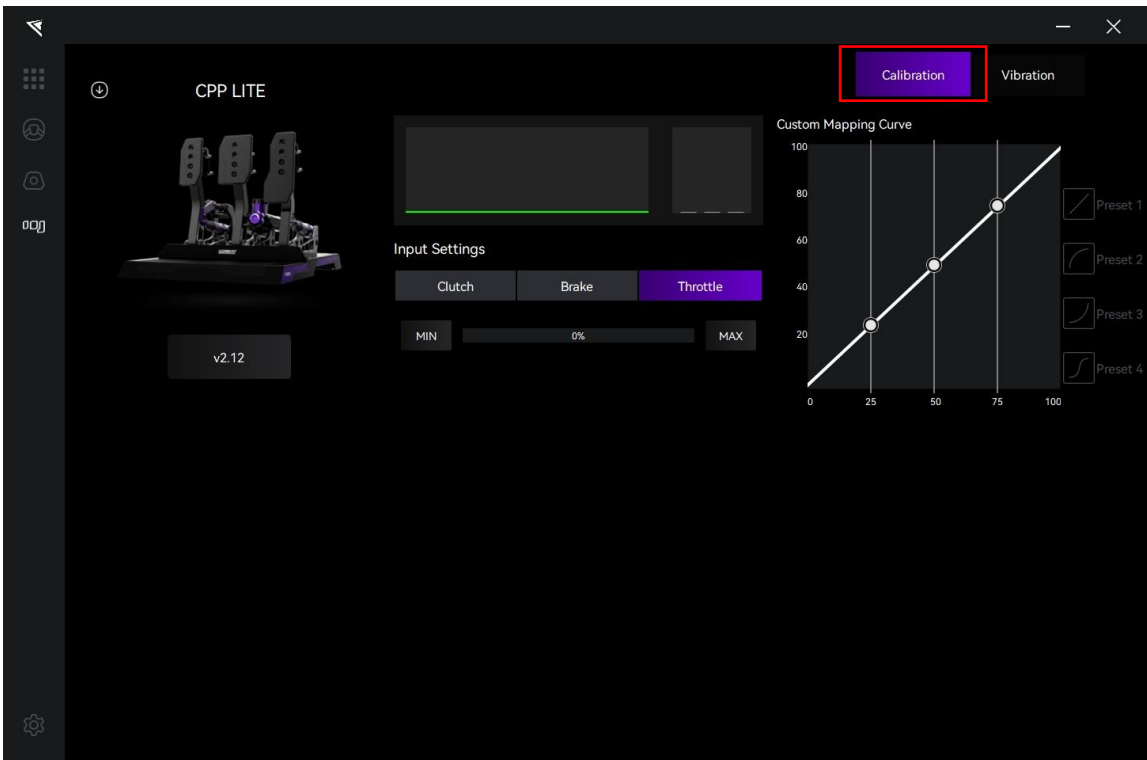 Calibration
Vibration
CPP LITE
Custom Mapping Curve
100
80
60
40
20
0
25
50
75
100
Preset 1
Preset 2
Preset 3
Preset 4
Input Settings
Clutch
Brake
Throttle
MIN
0%
MAX
v2.12